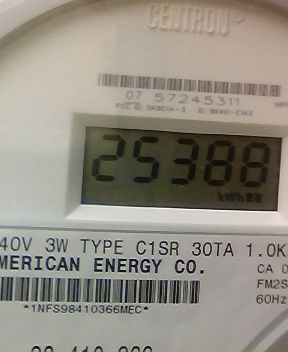 CENTRON®
07 57245311
25388
kWh
40V 3W TYPE C1SR 30TA 1.0K
MERICAN ENERGY CO.
CA 0
FM2S
60Hz
*1NFS98410366MEC*